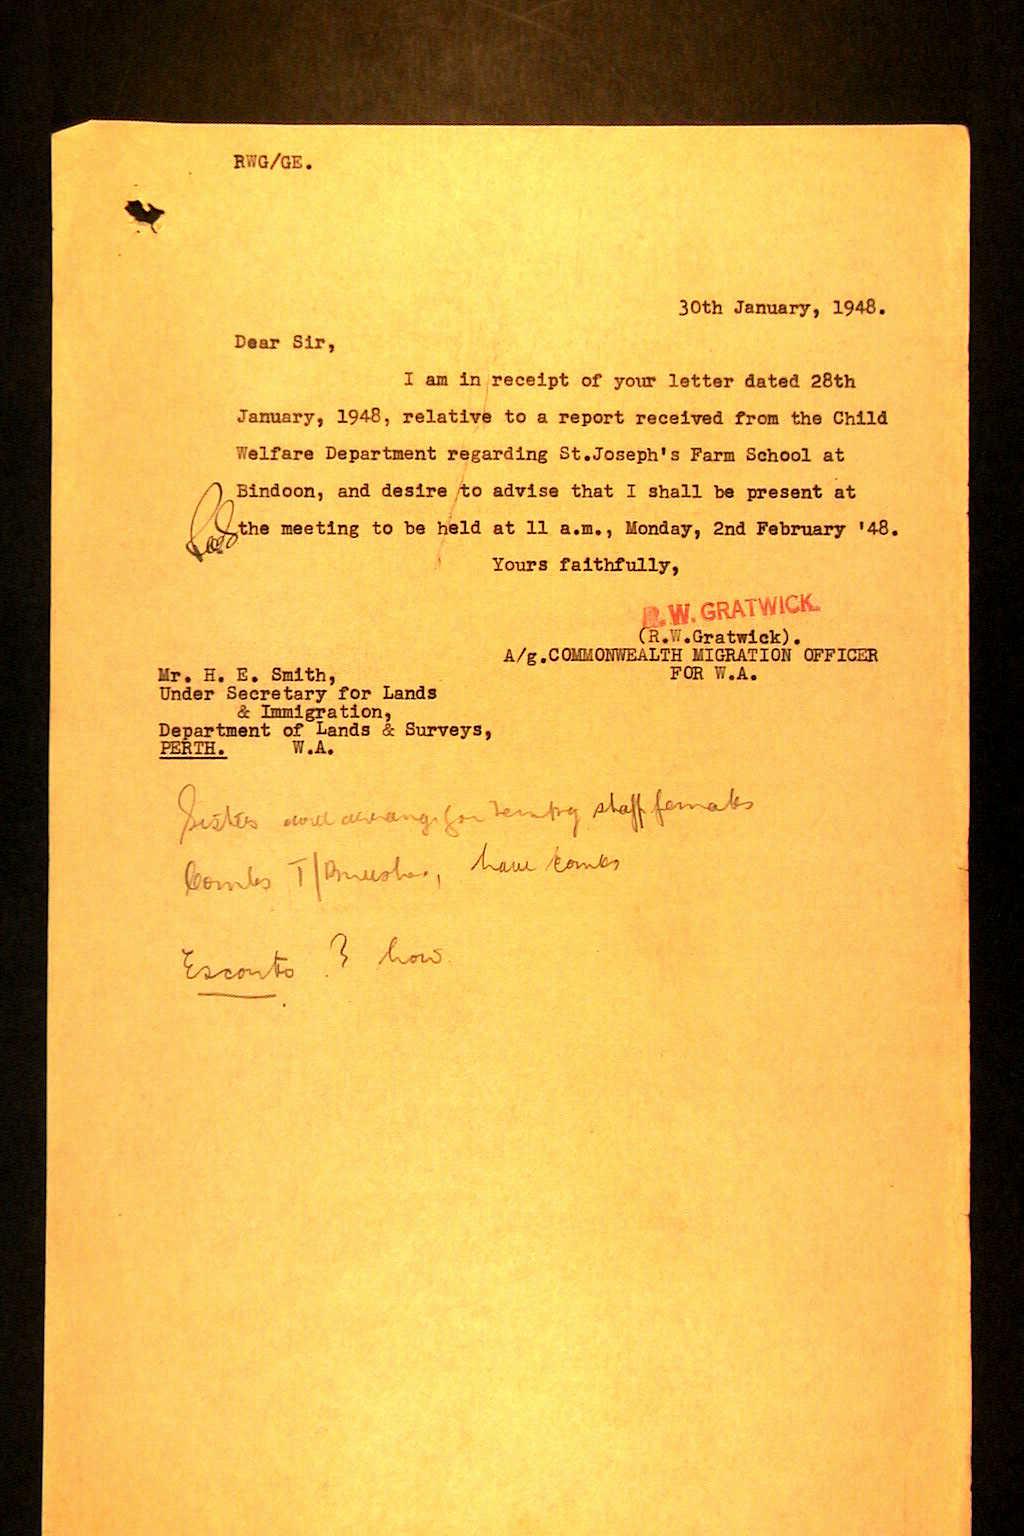 RWG/GE.
30th January, 1948.
Dear Sir,
I am in receipt of your letter dated 28th
January, 1948, relative to a report received from the Child
Welfare Department regarding St.Joseph's Farm School at
Bindoon, and desire to advise that I shall be present at
the meeting to be held at 11 a.m., Monday, 2nd February '48.
Yours faithfully,
R. W. GRATWICK.
(R.W.Gratwick).
A/g.COMMONWEALTH MIGRATION OFFICER
FOR W.A.
Mr. H. E. Smith,
Under Secretary for Lands
& Immigration,
Department of Lands & Surveys,
PERTH. W.A.
Sisters staff females
Combs T/Brushes, have combs
Escorts ? how